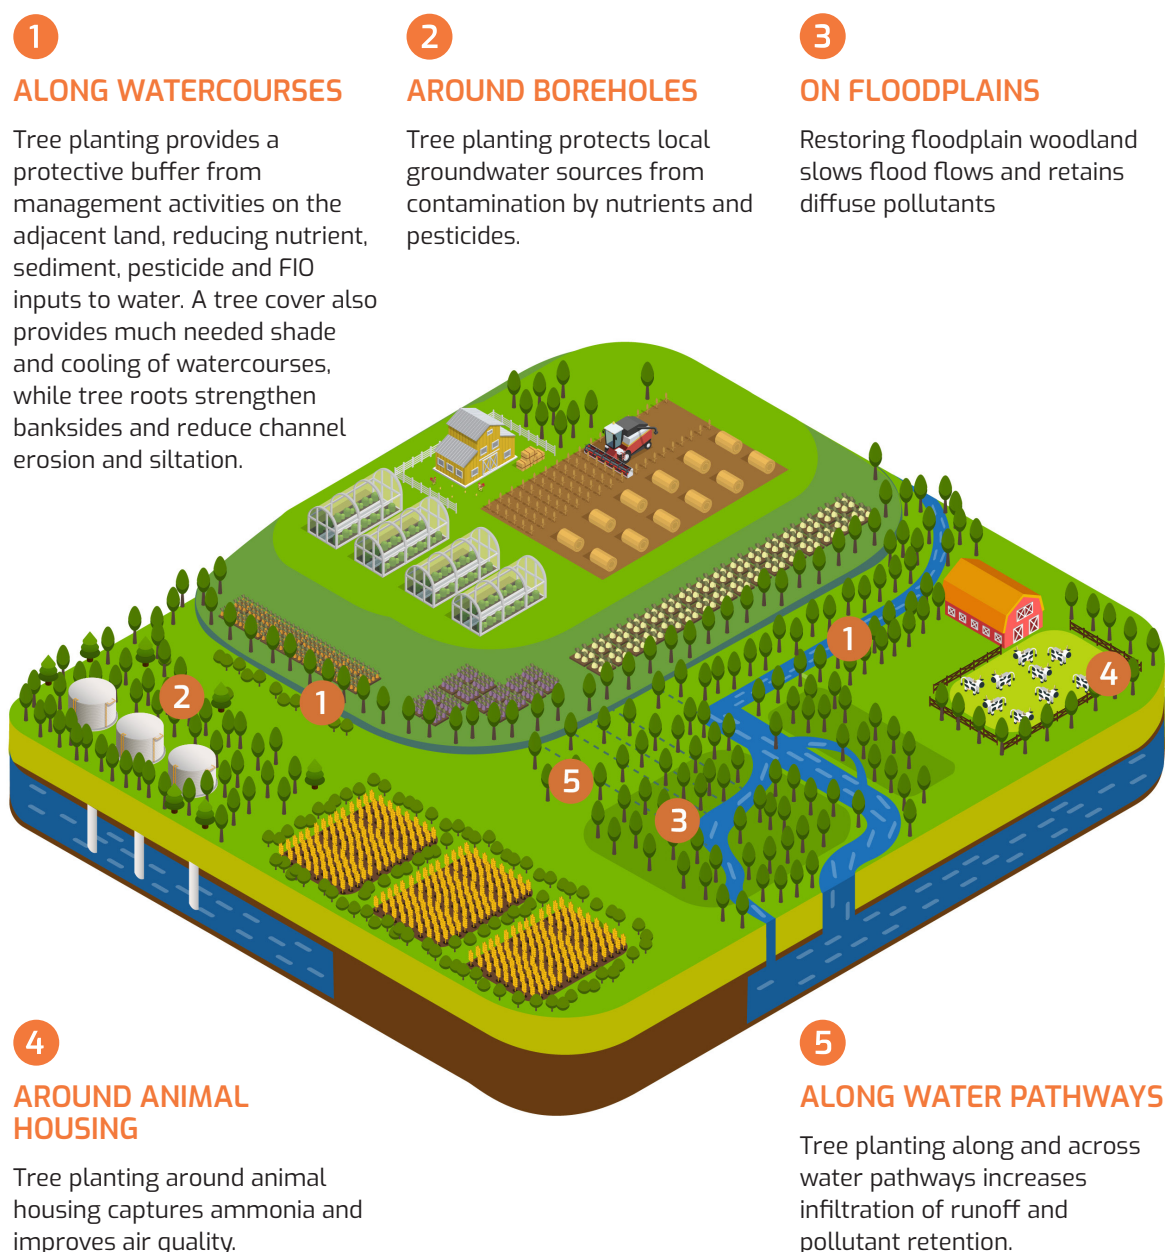 1
ALONG WATERCOURSES
Tree planting provides a
protective buffer from
management activities on the
adjacent land, reducing nutrient,
sediment, pesticide and FIO
inputs to water. A tree cover also
provides much needed shade
and cooling of watercourses,
while tree roots strengthen
banksides and reduce channel
erosion and siltation.
2
AROUND BOREHOLES
Tree planting protects local
groundwater sources from
contamination by nutrients and
pesticides.
3
ON FLOODPLAINS
Restoring floodplain woodland
slows flood flows and retains
diffuse pollutants
1
4
2
1
5
3
4
AROUND ANIMAL
HOUSING
Tree planting around animal
housing captures ammonia and
improves air quality.
5
ALONG WATER PATHWAYS
Tree planting along and across
water pathways increases
infiltration of runoff and
pollutant retention.